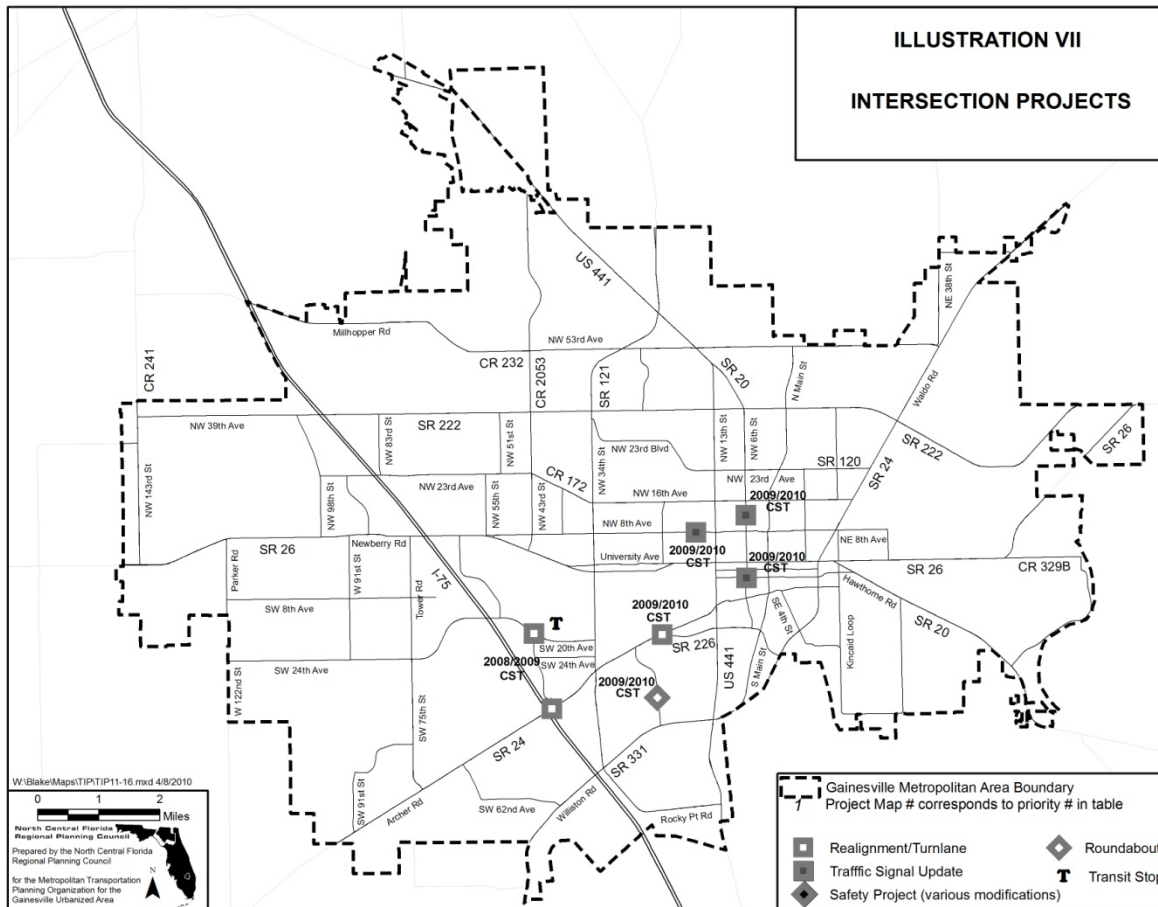 ILLUSTRATION VII
INTERSECTION PROJECTS
US 441
NE 38th St
Millhopper Rd
NW 53rd Ave
CR 241
CR 232
CR 2053
SR 121
SR 20
N Main St
Waldo Rd
NW 39th Ave
SR 222
NW 83rd St
NW 51st St
NW 23rd Blvd
NW 13th St
NW 6th St
SR 120
SR 24
SR 222
SR 26
NW 143rd St
NW 98th St
NW 23rd Ave
NW 55th St
NW 43rd St
CR 172
NW 34th St
NW 16th Ave
NW 23rd Ave
2009/2010
CST
NW 8th Ave
2009/2010
CST
2009/2010
CST
NE 8th Ave
SR 26
Newberry Rd
University Ave
SR 26
CR 329B
Parker Rd
W 91st St
Tower Rd
I-75
SW 8th Ave
Hawthorne Rd
SR 20
T
2009/2010
CST
SE 4th St
Kincaid Loop
SR 226
SW 20th Ave
SW 24th Ave
SW 24th Ave
2008/2009
CST
2009/2010
CST
US 441
S Main St
W 122nd St
SW 75th St
SR 24
SR 331
SW 91st St
Archer Rd
SW 62nd Ave
Williston Rd
Rocky Pt Rd
W:\Blake\Maps\TIP\TIP11-16.mxd 4/8/2010
0 1 2
Miles
North Central Florida
Regional Planning Council
Prepared by the North Central Florida
Regional Planning Council
for the Metropolitan Transportation
Planning Organization for the
Gainesville Urbanized Area
N
Gainesville Metropolitan Area Boundary
1 Project Map # corresponds to priority # in table
Realignment/Turnlane
Trafffic Signal Update
Safety Project (various modifications)
Roundabout
T Transit Stop